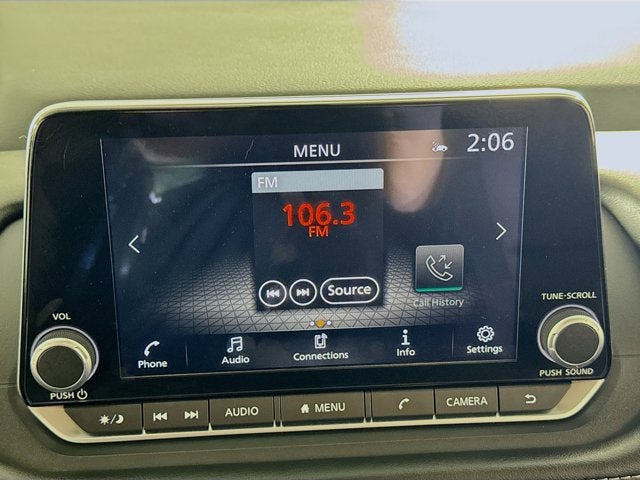 MENU
2:06
FM
106.3
FM
Source
Call History
VOL
TUNE·SCROLL
Phone
Audio
Connections
Info
Settings
PUSH
PUSH SOUND
AUDIO
MENU
CAMERA